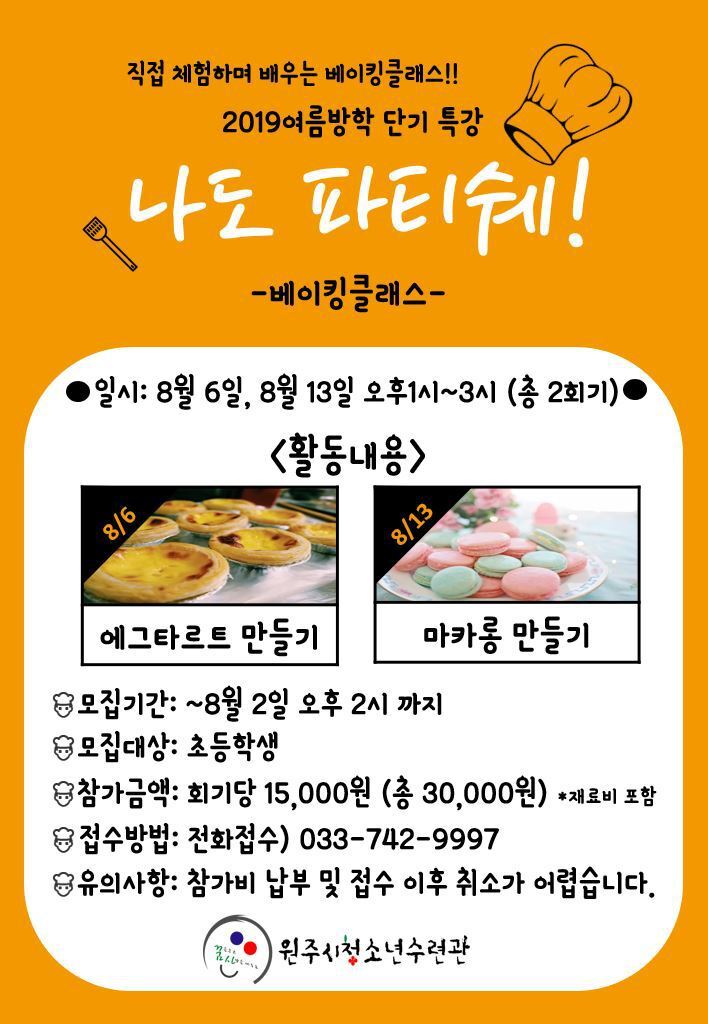 직접 체험하며 배우는 베이킹클래스!!
2019여름방학 단기 특강
나도 파티쉐!
-베이킹클래스-
●일시: 8월 6일, 8월 13일 오후1시~3시 (총 2회기)●
<활동내용>
8/6
8/13
에그타르트 만들기
마카롱 만들기
모집기간: ~8월 2일 오후 2시 까지
모집대상: 초등학생
참가금액: 회기당 15,000원 (총 30,000원) *재료비 포함
접수방법: 전화접수) 033-742-9997
유의사항: 참가비 납부 및 접수 이후 취소가 어렵습니다.
원주시청소년수련관